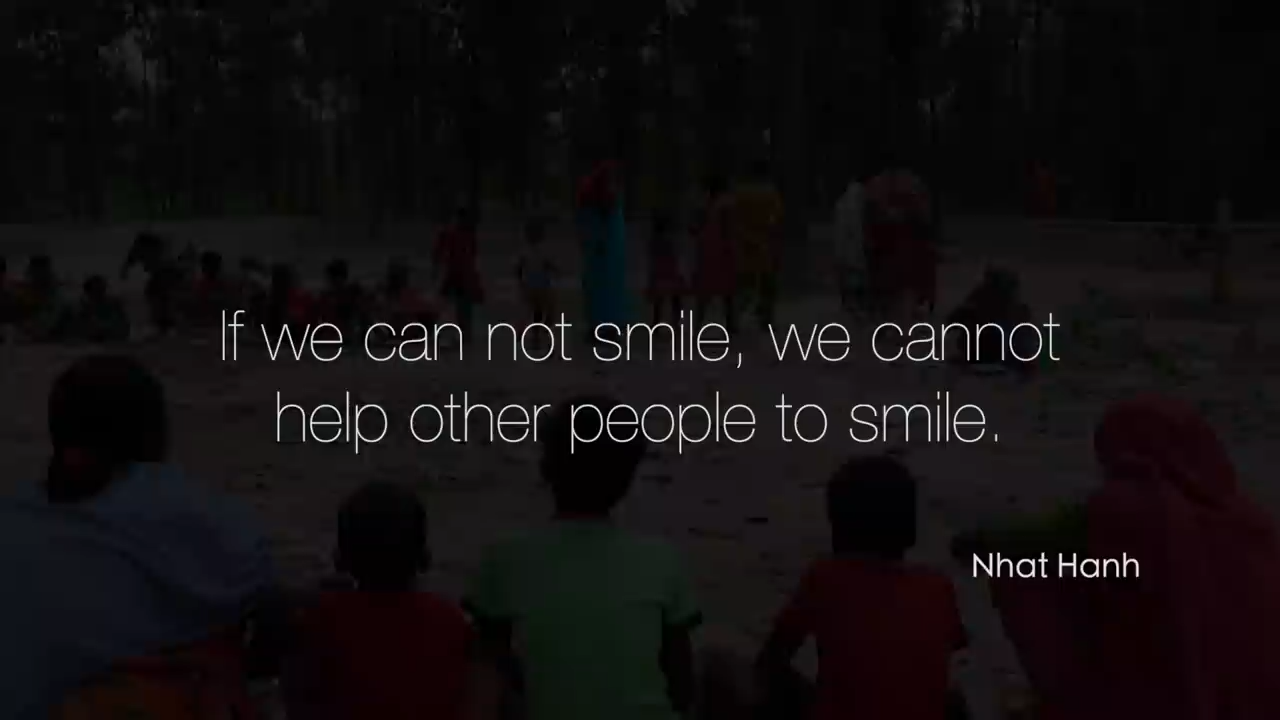 If we can not smile, we cannot
help other people to smile.
Nhat Hanh